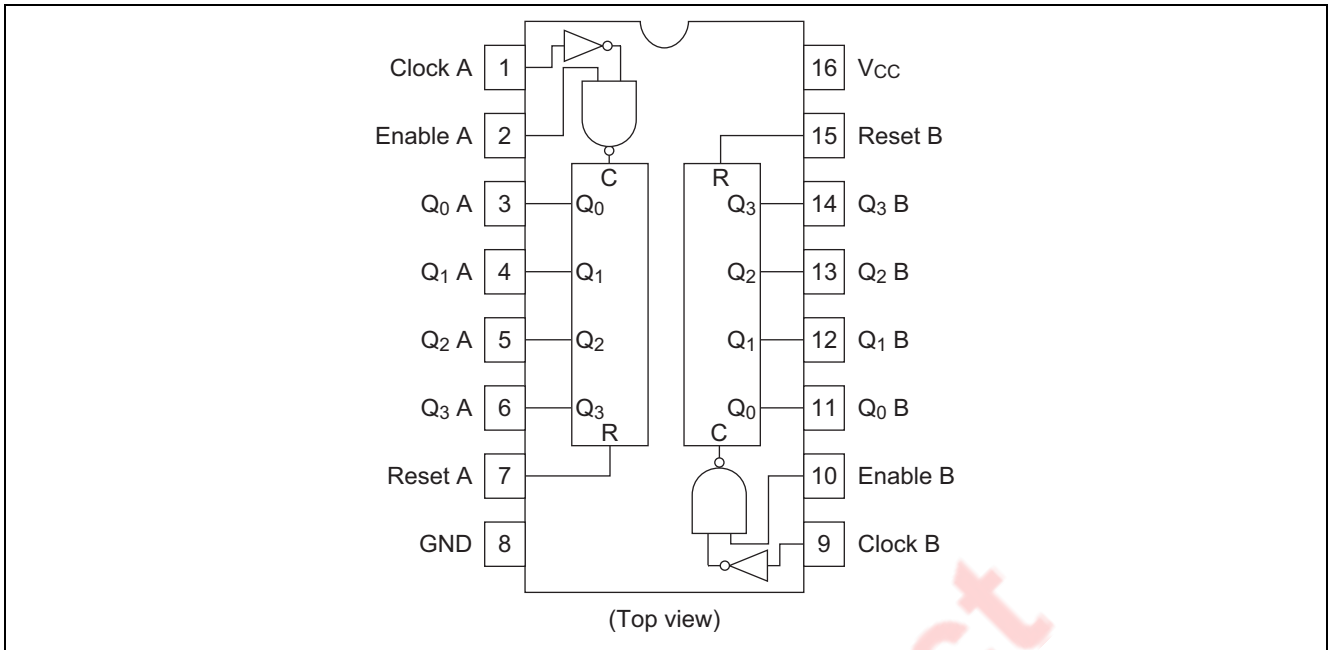 Clock A 1
Enable A 2
Q0 A 3
Q1 A 4
Q2 A 5
Q3 A 6
Reset A 7
GND 8
C
Q0
Q1
Q2
Q3
R
R
Q3
Q2
Q1
Q0
C
16 VCC
15 Reset B
14 Q3 B
13 Q2 B
12 Q1 B
11 Q0 B
10 Enable B
9 Clock B
(Top view)